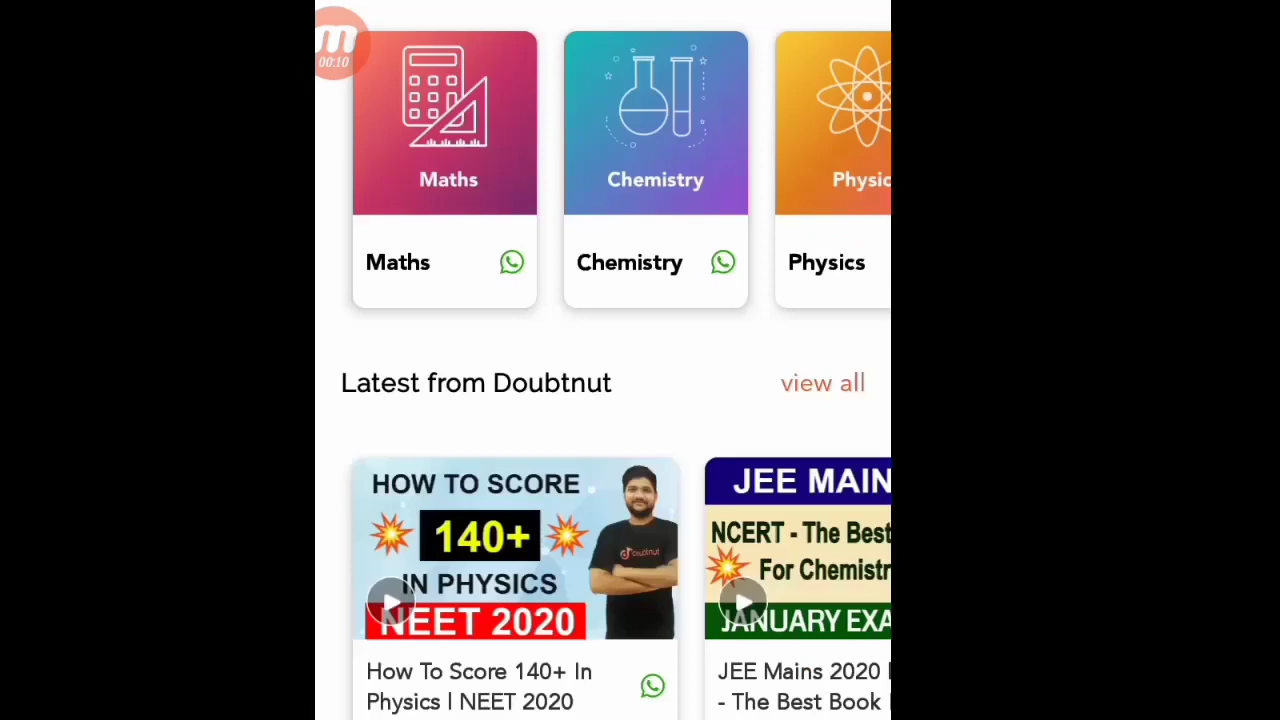 m
00:10
Maths
Chemistry
Physic
Maths
Chemistry
Physics
Latest from Doubtnut
view all
HOW TO SCORE
140+
IN PHYSICS
NEET 2020
doubtnut
JEE MAIN
NCERT - The Best
For Chemistr
JANUARY EXA
How To Score 140+ In
Physics | NEET 2020
JEE Mains 2020 |
- The Best Book